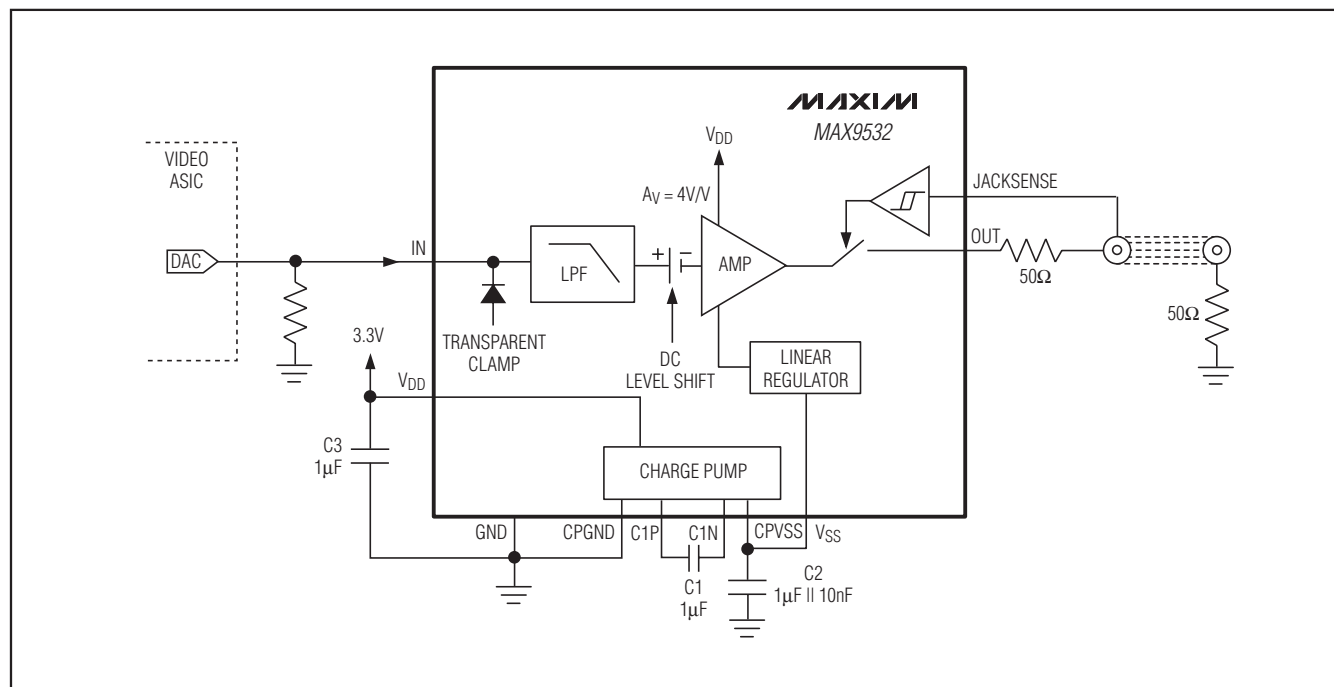 MAXIM
MAX9532
VIDEO
ASIC
DAC
IN
LPF
+
−
TRANSPARENT
CLAMP
DC
LEVEL SHIFT
VDD
AV = 4V/V
AMP
JACKSENSE
OUT
50Ω
50Ω
LINEAR
REGULATOR
3.3V
VDD
C3
1µF
CHARGE PUMP
GND
CPGND
C1P
C1N
CPVSS
VSS
C1
1µF
C2
1µF || 10nF